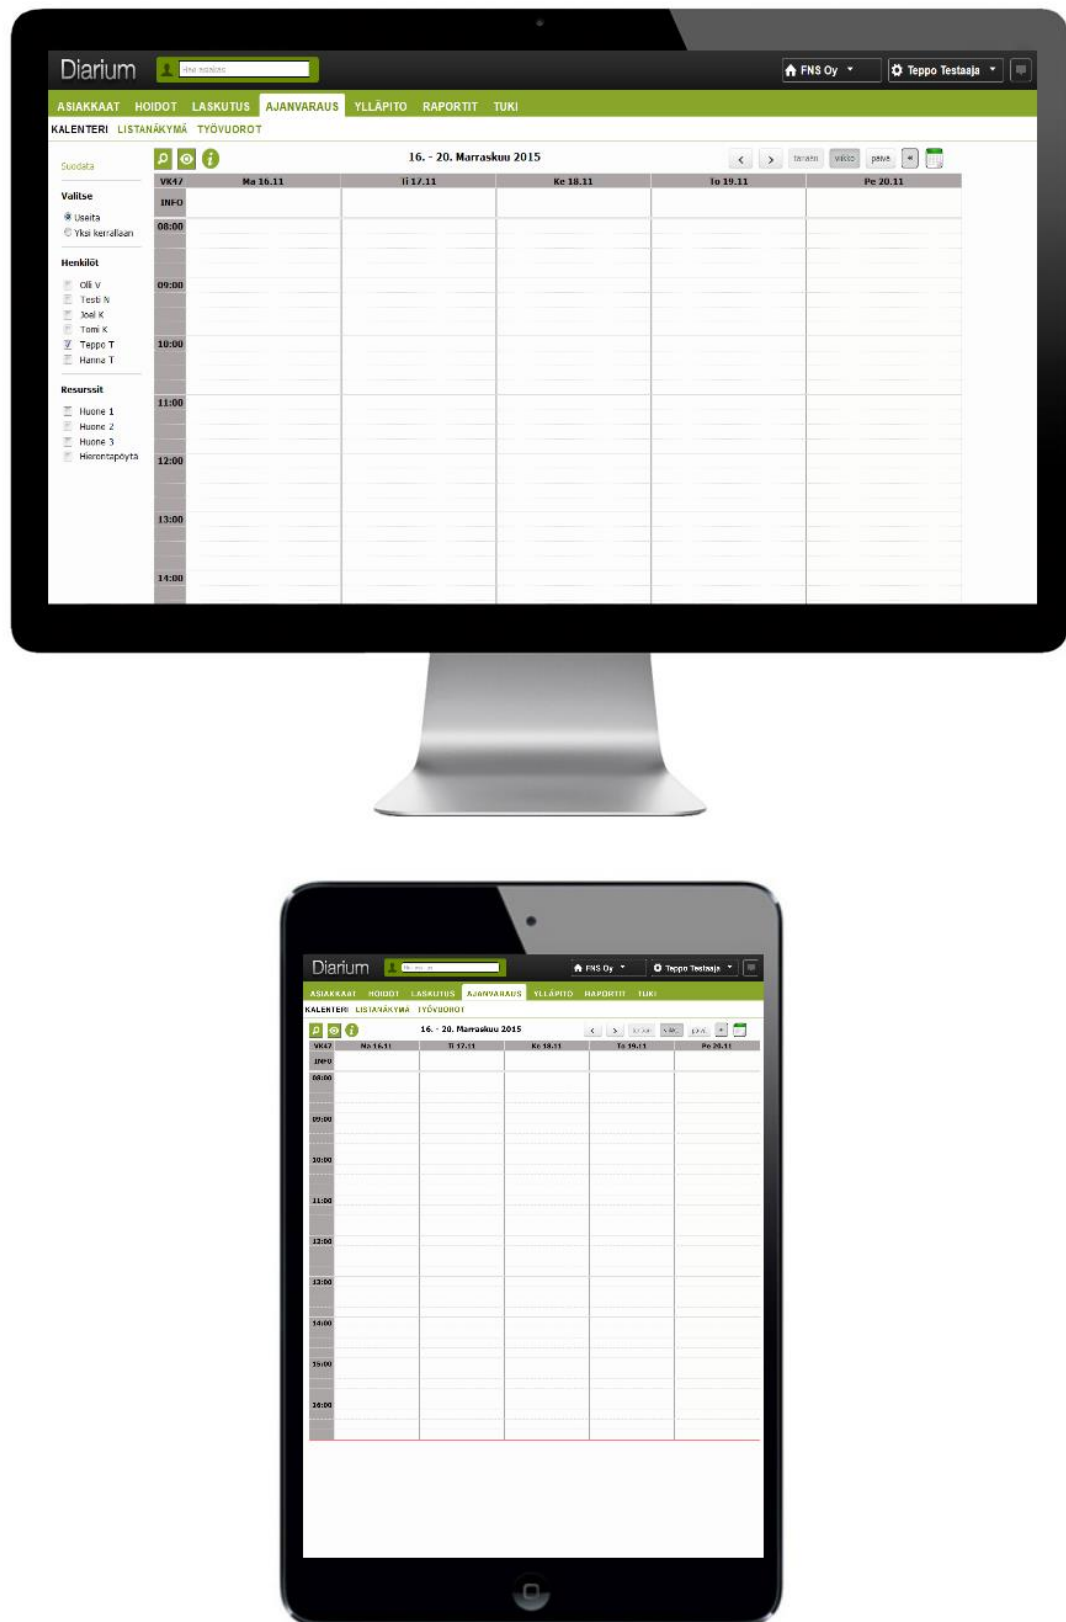 Diarium
Hae asiakas
FNS Oy
Teppo Testaaja
ASIAKKAAT HOIDOT LASKUTUS AJANVARAUS YLLÄPITO RAPORTIT TUKI
KALENTERI LISTANÄKYMÄ TYÖVUOROT
Suodata
16. - 20. Marraskuu 2015
< > tänään viikko päivä «
VK47 Ma 16.11 Ti 17.11 Ke 18.11 To 19.11 Pe 20.11
INFO
Valitse
Useita
Yksi kerrallaan
Henkilöt
Olli V
Testi N
Joel K
Tomi K
Teppo T
Hanna T
Resurssit
Huone 1
Huone 2
Huone 3
Hierontapöytä
08:00
09:00
10:00
11:00
12:00
13:00
14:00
Diarium
FNS Oy
Teppo Testaaja
ASIAKKAAT HOIDOT LASKUTUS AJANVARAUS YLLÄPITO RAPORTIT TUKI
KALENTERI LISTANÄKYMÄ TYÖVUOROT
16. - 20. Marraskuu 2015
< >
VK47 Ma 16.11 Ti 17.11 Ke 18.11 To 19.11 Pe 20.11
INFO
08:00
09:00
10:00
11:00
12:00
13:00
14:00
15:00
16:00